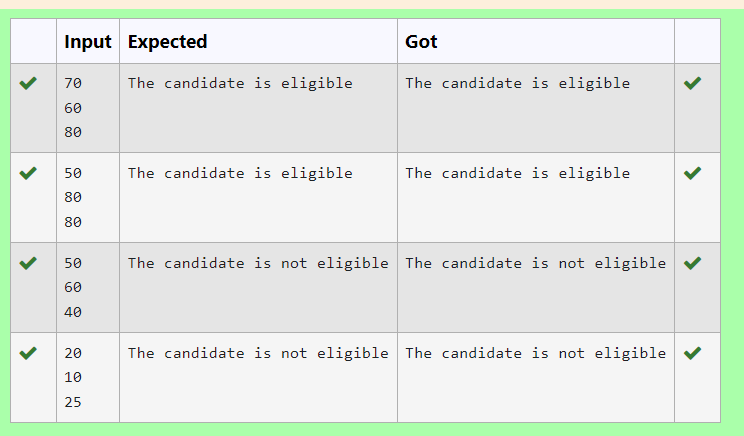 Input Expected Got
70 The candidate is eligible The candidate is eligible
60
80
50 The candidate is eligible The candidate is eligible
80
80
50 The candidate is not eligible The candidate is not eligible
60
40
20 The candidate is not eligible The candidate is not eligible
10
25